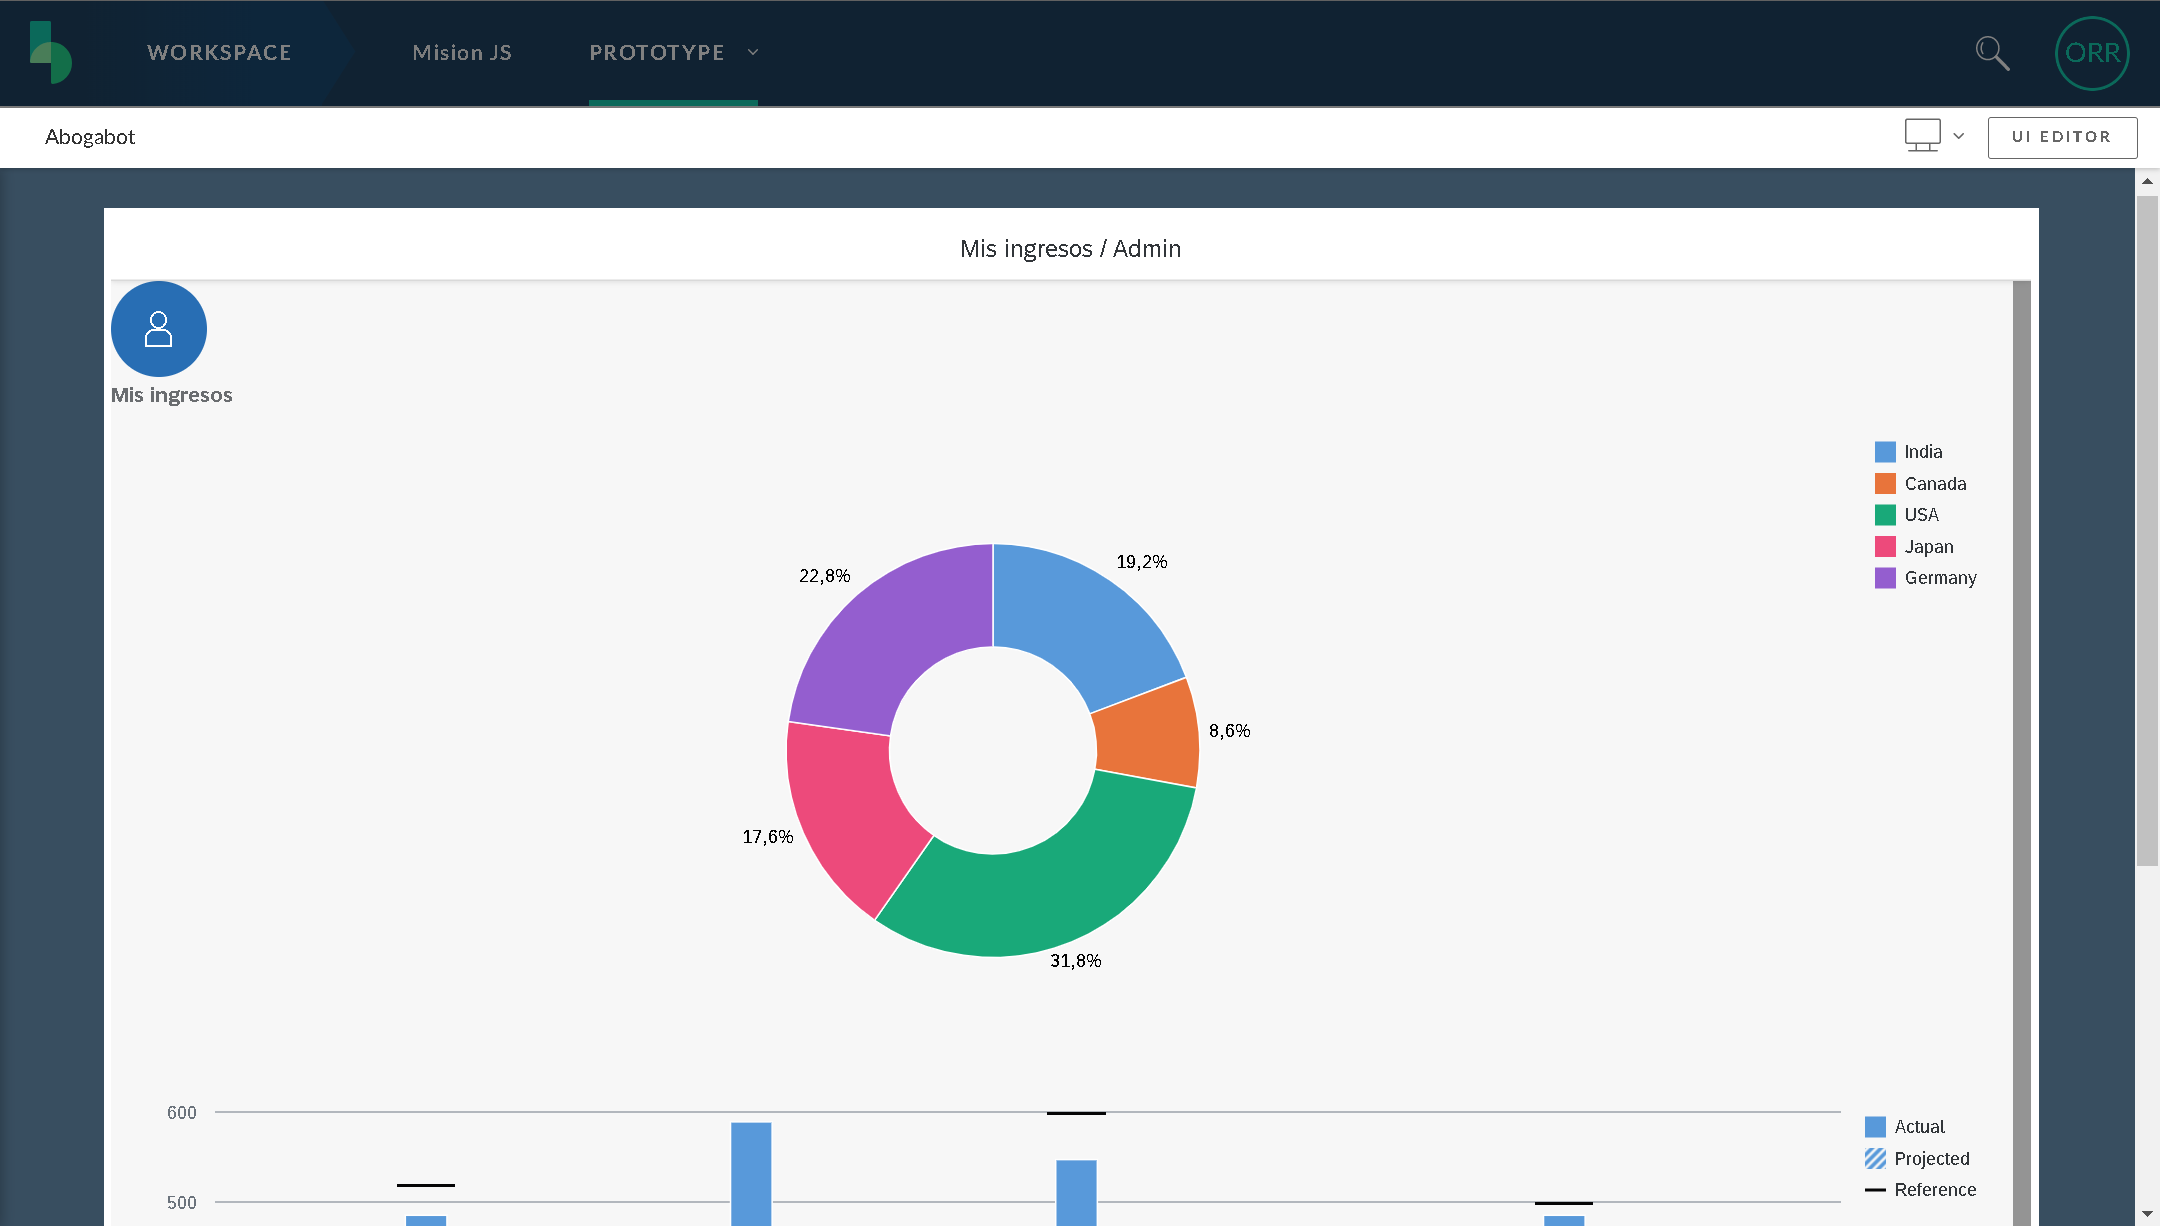 WORKSPACE Mision JS PROTOTYPE ORR
Abogabot UI EDITOR
Mis ingresos / Admin
Mis ingresos
India
Canada
USA
Japan
Germany
22,8% 19,2%
8,6%
17,6%
31,8%
600
500
Actual
Projected
Reference